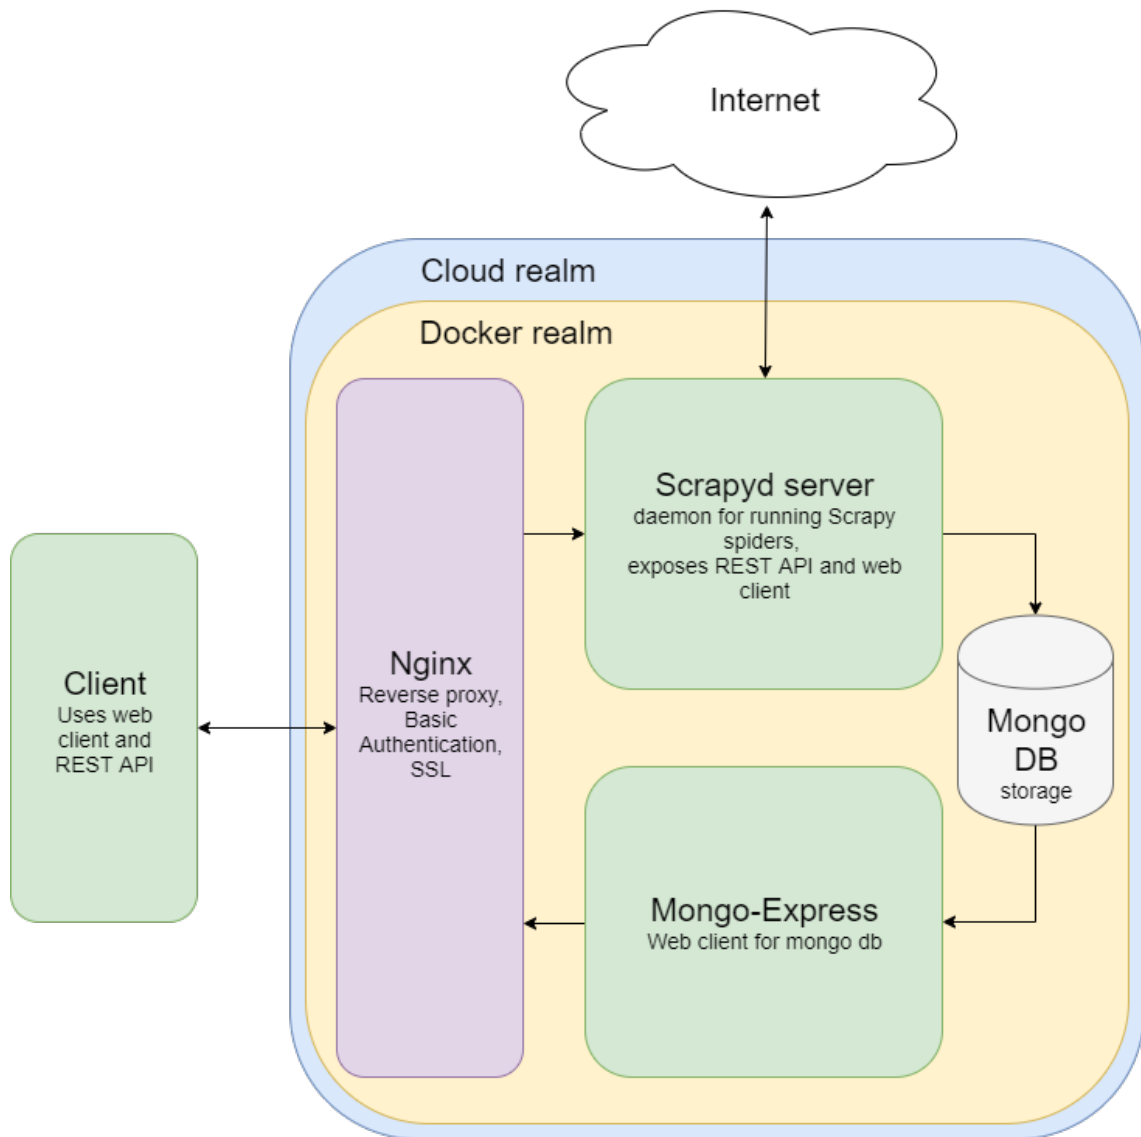 Internet
Cloud realm
Docker realm
Scrapyd server
daemon for running Scrapy
spiders,
exposes REST API and web
client
Client
Uses web
client and
REST API
Nginx
Reverse proxy,
Basic
Authentication,
SSL
Mongo
DB
storage
Mongo-Express
Web client for mongo db